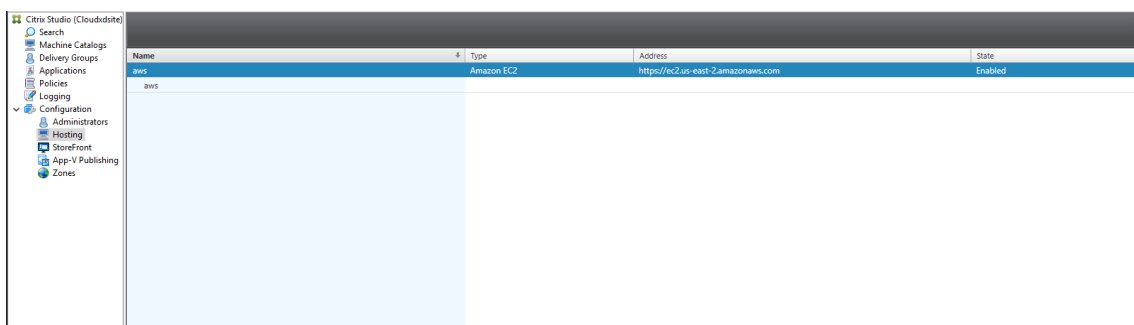 Citrix Studio (Cloudxdsite)
Search
Machine Catalogs
Delivery Groups
Applications
Policies
Logging
Configuration
Administrators
Hosting
StoreFront
App-V Publishing
Zones
Name Type Address State
aws Amazon EC2 https://ec2.us-east-2.amazonaws.com Enabled
aws